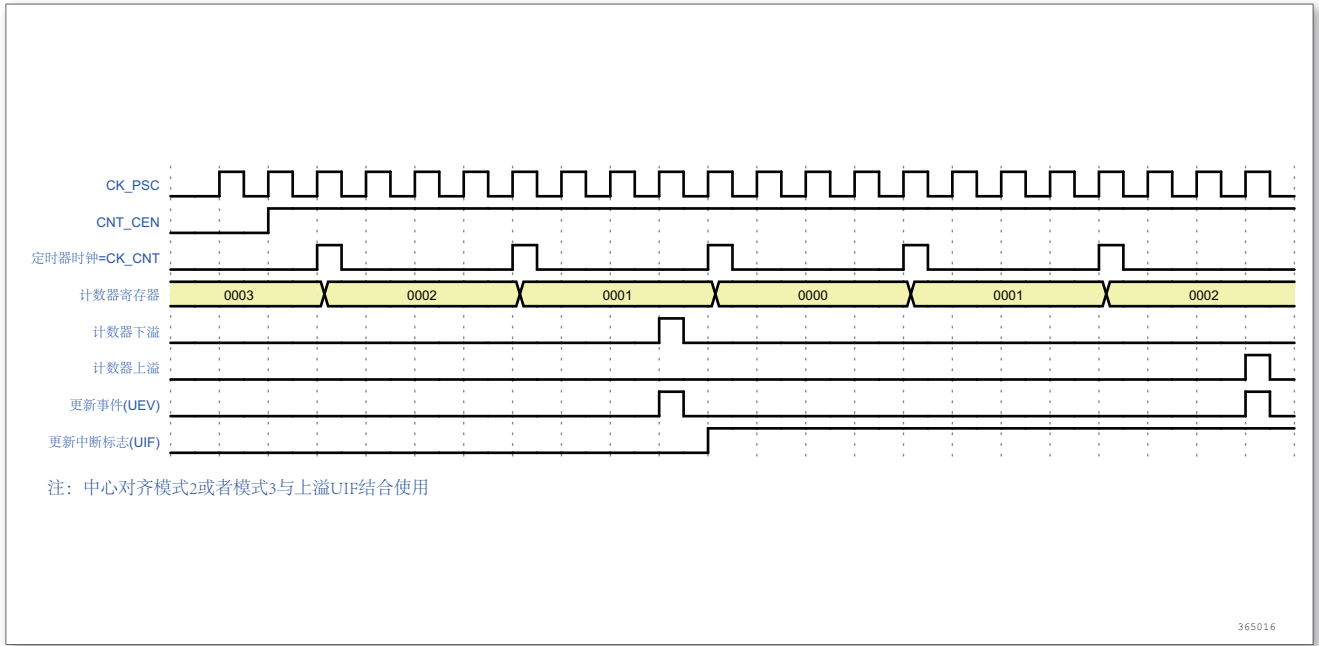 CK_PSC
CNT_CEN
定时器时钟=CK_CNT
计数器寄存器 0003 0002 0001 0000 0001 0002
计数器下溢
计数器上溢
更新事件(UEV)
更新中断标志(UIF)
注：中心对齐模式2或者模式3与上溢UIF结合使用
365016